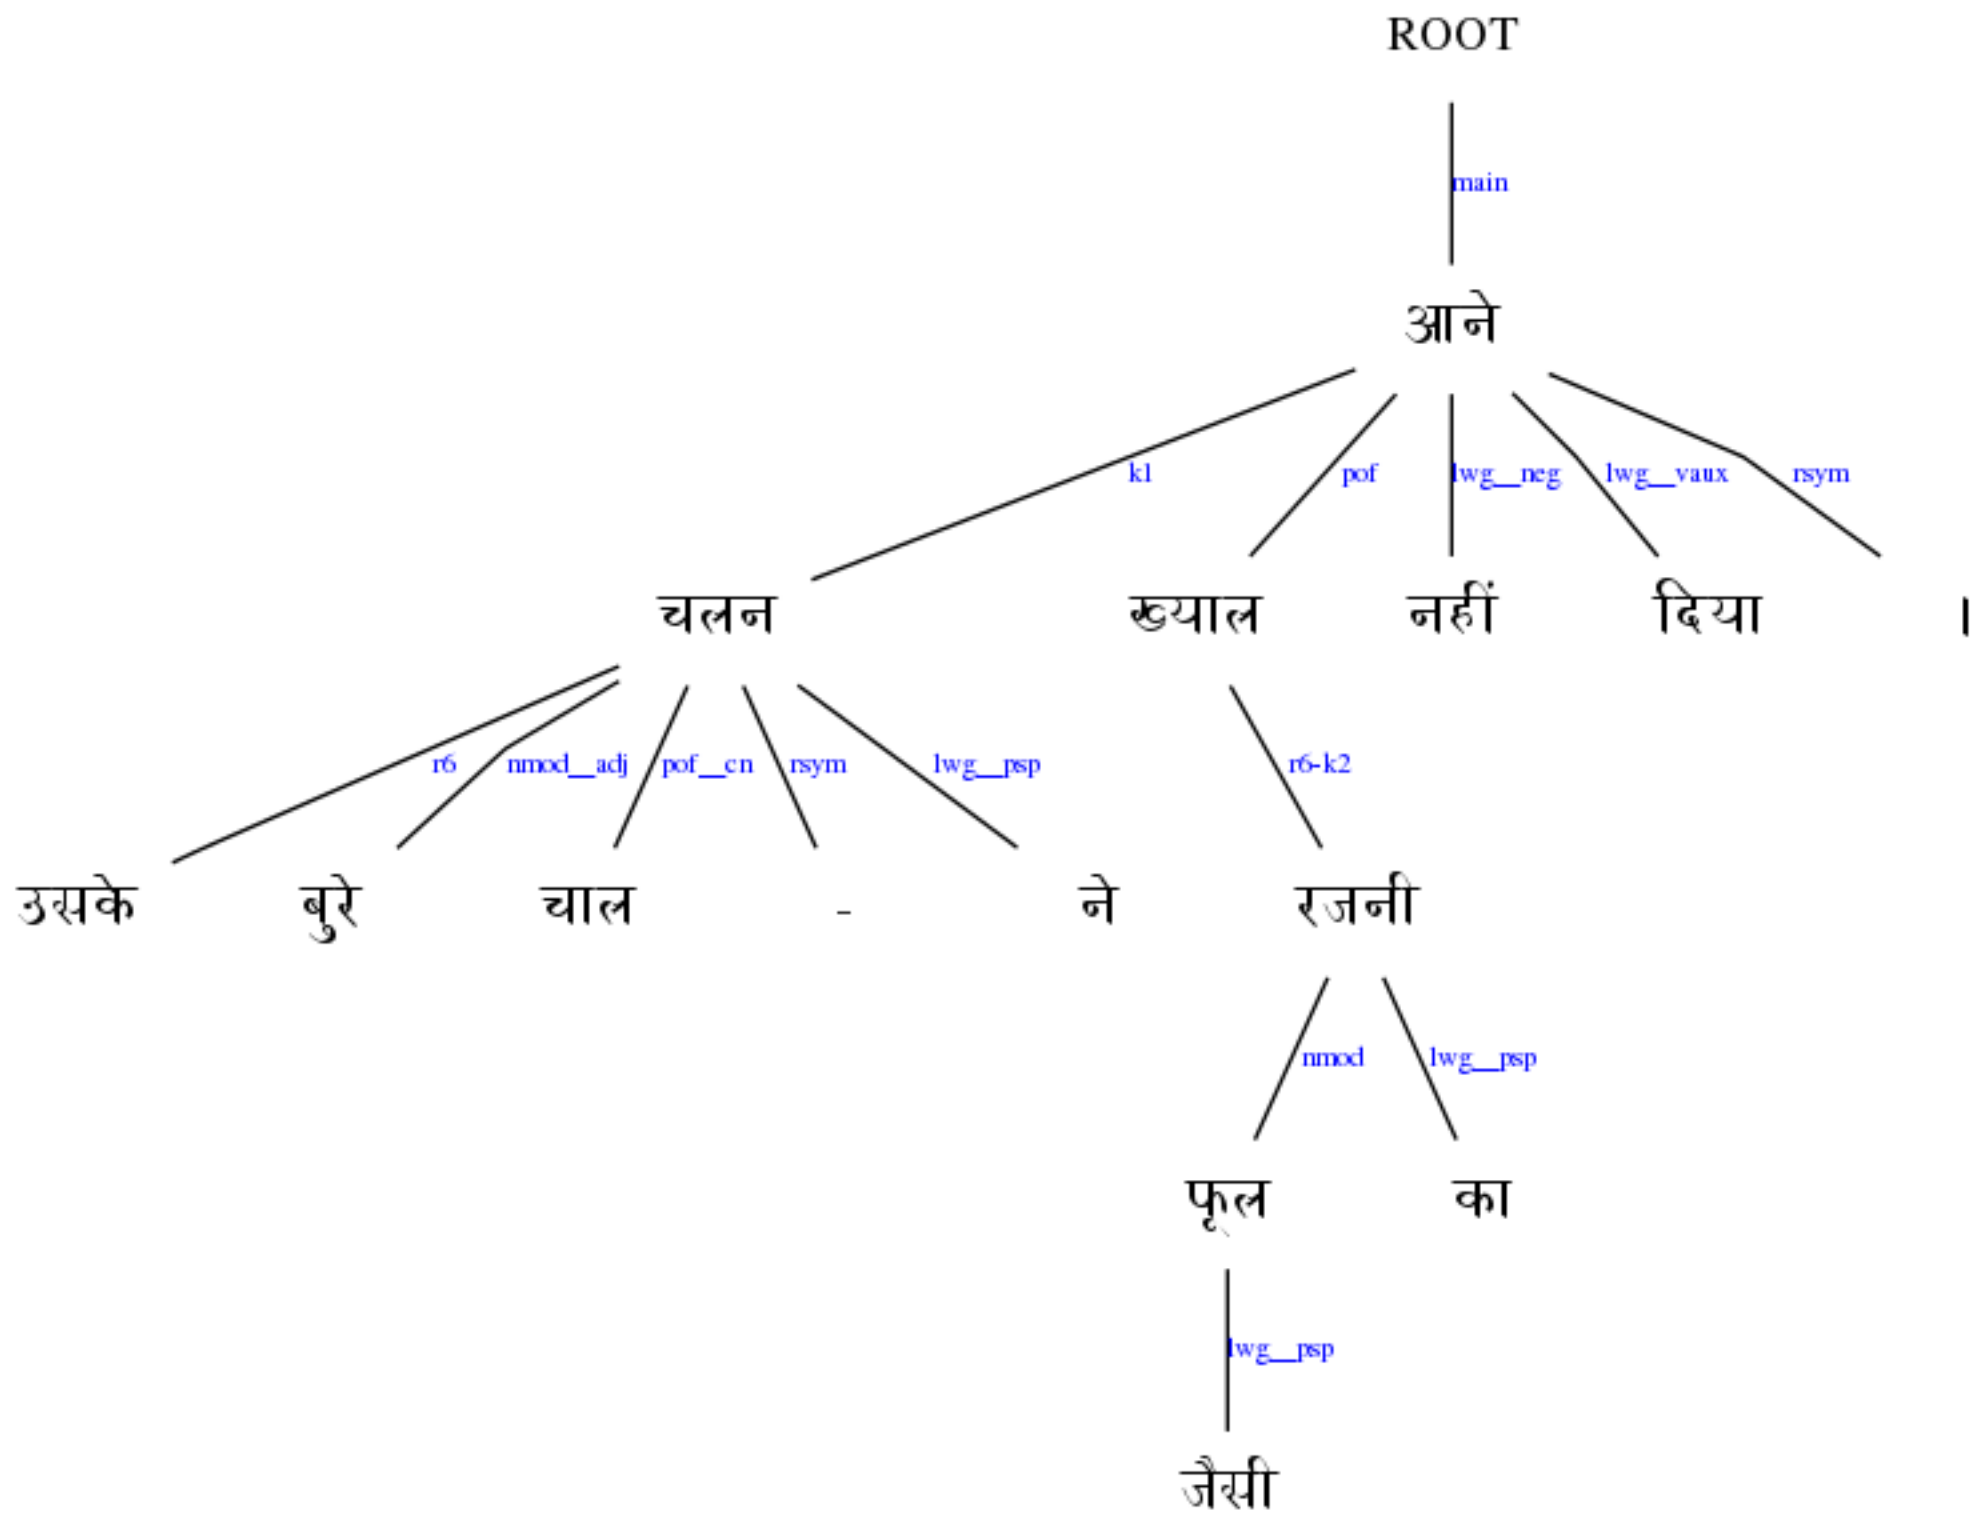 ROOT
main
आने
k1 pof lwg__neg lwg__vaux rsym
चलन ख्याल नहीं दिया ।
r6 nmod__adj pof__cn rsym lwg__psp r6-k2
उसके बुरे चाल - ने रजनी
nmod lwg__psp
फूल का
lwg__psp
जैसी